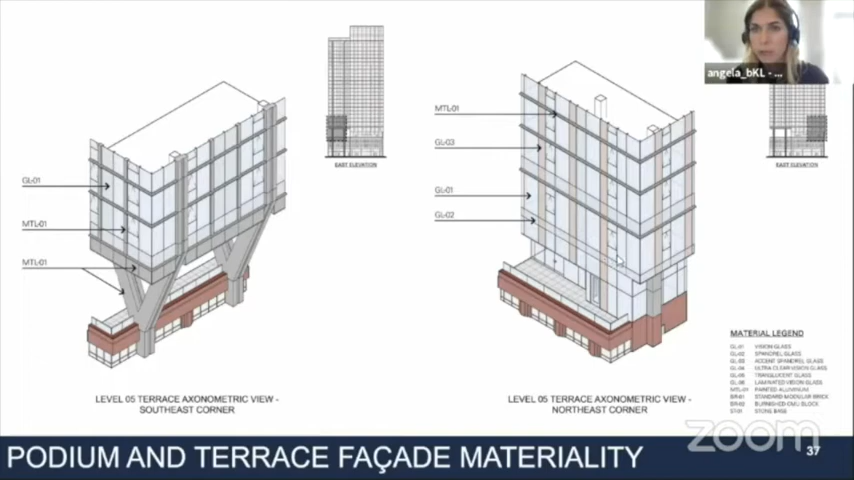 angela_bKL - ...
EAST ELEVATION
EAST ELEVATION
MTL-01
GL-03
GL-01
GL-02
GL-01
MTL-01
MTL-01
LEVEL 05 TERRACE AXONOMETRIC VIEW -
SOUTHEAST CORNER
LEVEL 05 TERRACE AXONOMETRIC VIEW -
NORTHEAST CORNER
MATERIAL LEGEND
GL-01 VISION GLASS
GL-02 SPANDREL GLASS
GL-03 ACCENT SPANDREL GLASS
GL-04 ULTRA CLEAR VISION GLASS
GL-05 TRANSLUCENT GLASS
GL-06 LAMINATED VISION GLASS
MTL-01 PAINTED ALUMINUM
BR-01 STANDARD MODULAR BRICK
BR-02 BURNISHED CMU BLOCK
ST-01 STONE BASE
zoom
PODIUM AND TERRACE FAÇADE MATERIALITY
37